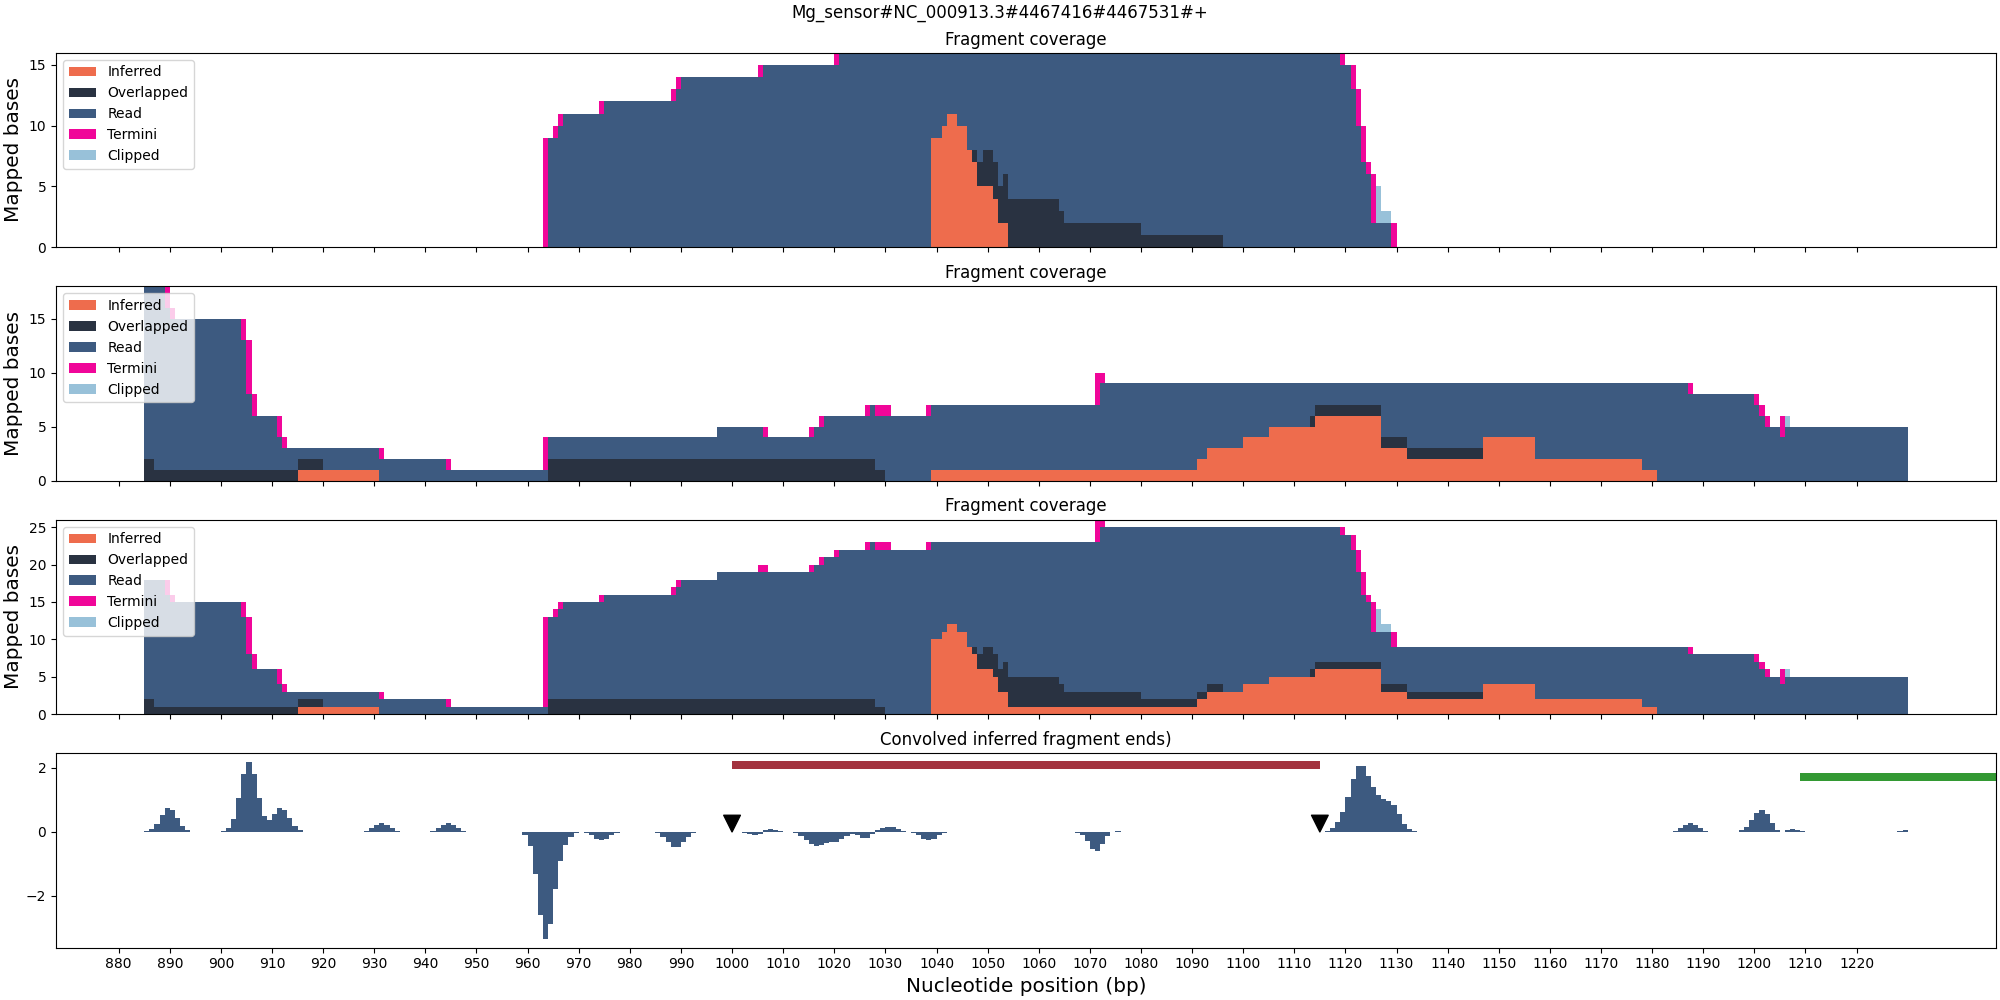 Mg_sensor#NC_000913.3#4467416#4467531#+
Fragment coverage
Mapped bases
15
10
5
0
Inferred
Overlapped
Read
Termini
Clipped
Fragment coverage
Mapped bases
15
10
5
0
Inferred
Overlapped
Read
Termini
Clipped
Fragment coverage
Mapped bases
25
20
15
10
5
0
Inferred
Overlapped
Read
Termini
Clipped
Convolved inferred fragment ends)
2
0
−2
880 890 900 910 920 930 940 950 960 970 980 990 1000 1010 1020 1030 1040 1050 1060 1070 1080 1090 1100 1110 1120 1130 1140 1150 1160 1170 1180 1190 1200 1210 1220
Nucleotide position (bp)